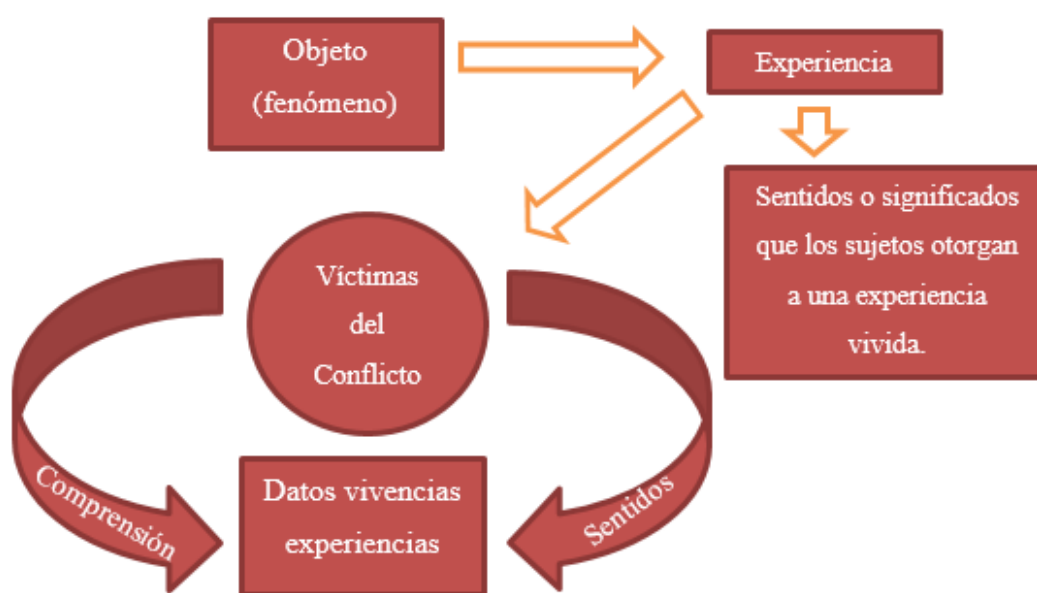 Objeto
(fenómeno)
Experiencia
Sentidos o significados
que los sujetos otorgan
a una experiencia
vivida.
Víctimas
del
Conflicto
Comprensión
Datos vivencias
experiencias
Sentidos